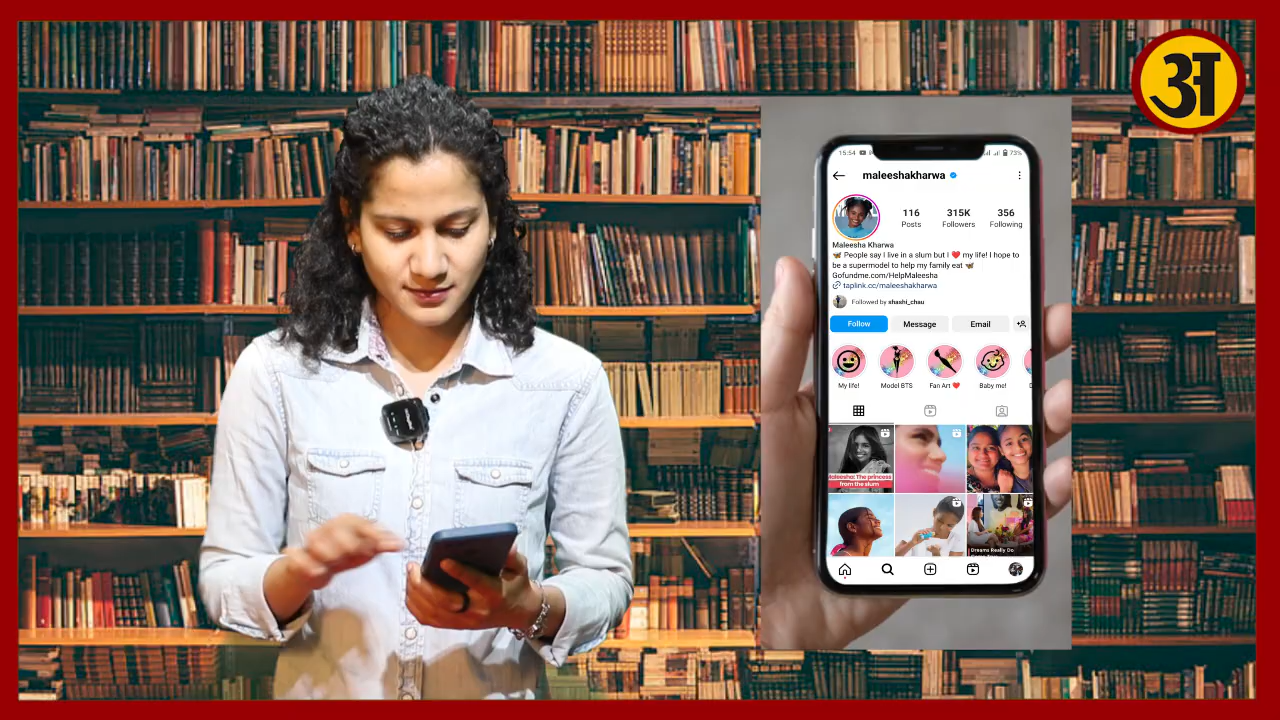 अ
15:54
73%
maleeshakharwa
116
315K
356
Posts
Followers
Following
Maleesha Kharwa
🦋 People say I live in a slum but I ❤️ my life! I hope to
be a supermodel to help my family eat 🦋
Gofundme.com/HelpMaleesha
taplink.cc/maleeshakharwa
Followed by shashi_chau
Follow
Message
Email
My life!
Model BTS
Fan Art ❤️
Baby me!
Maleesha: The princess
from the slum
Dreams Really Do